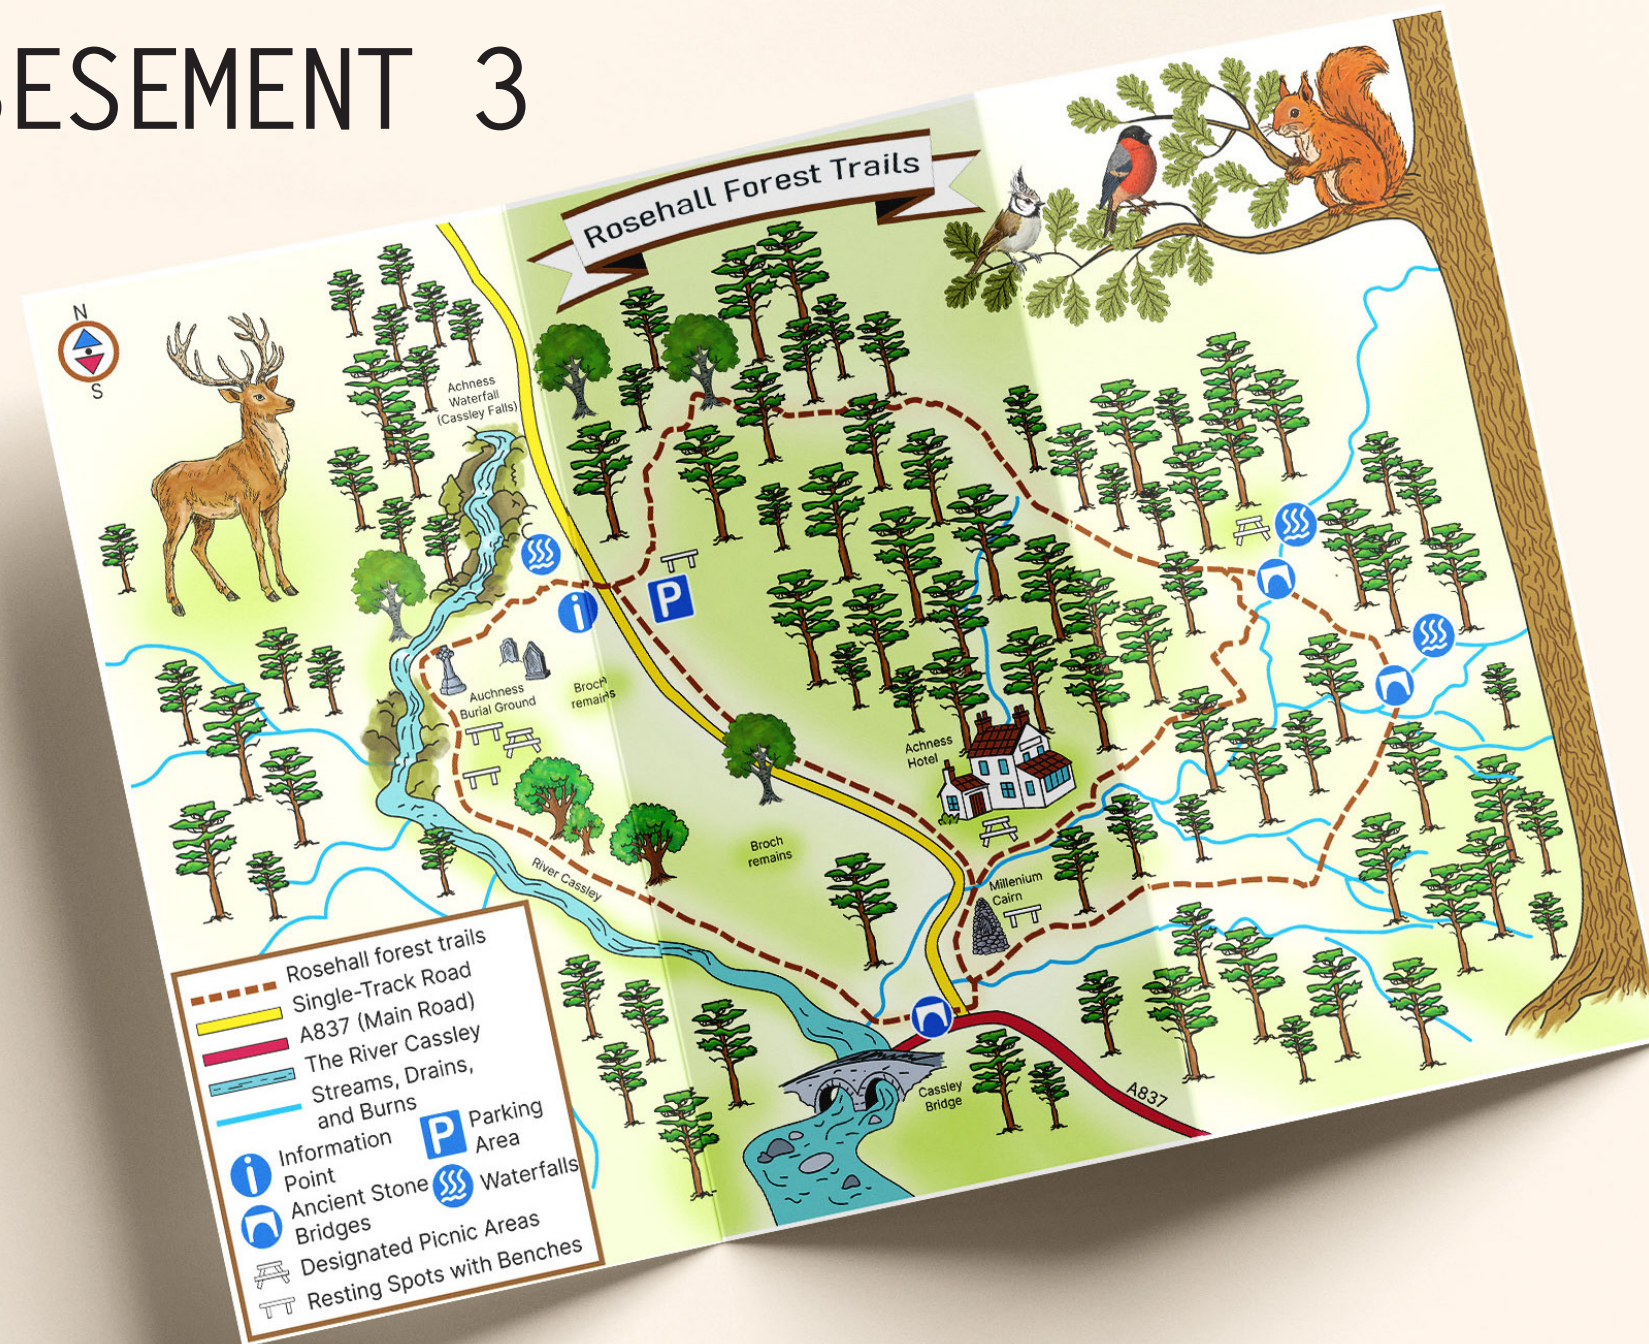 ESEMENT 3
Rosehall Forest Trails
N
S
Achness
Waterfall
(Cassley Falls)
i
P
Auchness
Burial Ground
Broch
remains
Achness
Hotel
Broch
remains
River Cassley
Millenium
Cairn
Cassley
Bridge
A837
Rosehall forest trails
Single-Track Road
A837 (Main Road)
The River Cassley
Streams, Drains,
and Burns
i
Information
Point
P
Parking
Area
Ancient Stone
Bridges
Waterfalls
Designated Picnic Areas
Resting Spots with Benches